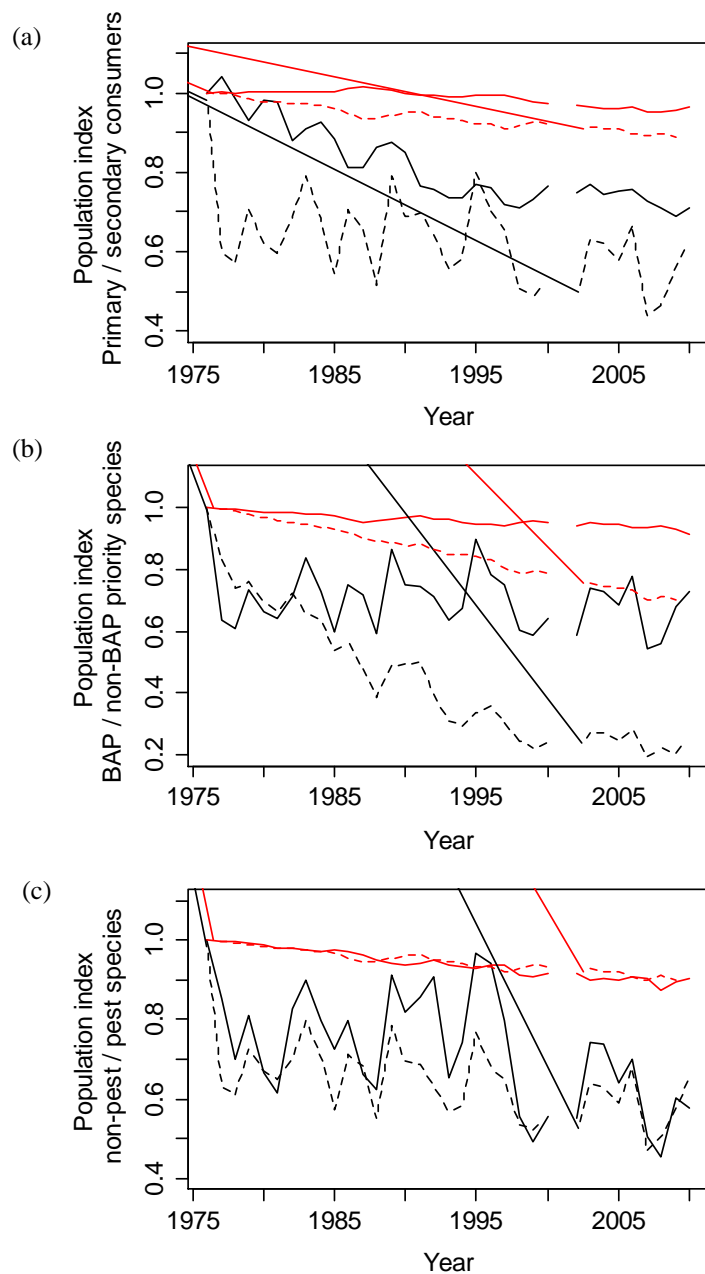 (a)
Population index
Primary / secondary consumers
0.4 0.6 0.8 1.0
1975 1985 1995 2005
Year
(b)
Population index
BAP / non-BAP priority species
0.2 0.4 0.6 0.8 1.0
1975 1985 1995 2005
Year
(c)
Population index
non-pest / pest species
0.4 0.6 0.8 1.0
1975 1985 1995 2005
Year